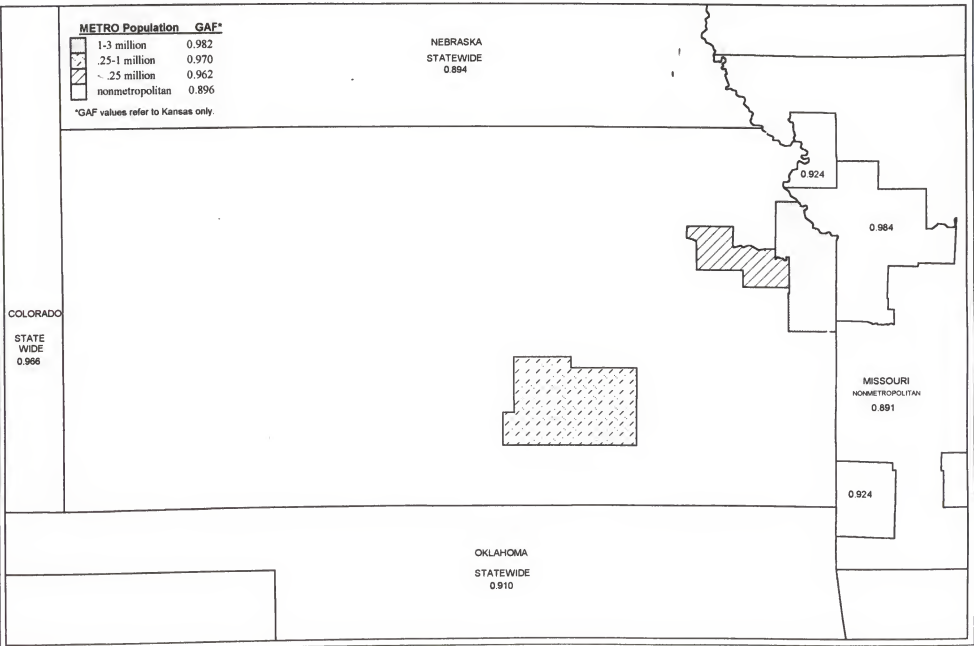 METRO Population GAF*
1-3 million 0.982
.25-1 million 0.970
< .25 million 0.962
nonmetropolitan 0.896
*GAF values refer to Kansas only.
NEBRASKA
STATEWIDE
0.894
0.924
0.984
COLORADO
STATE
WIDE
0.966
MISSOURI
NONMETROPOLITAN
0.891
0.924
OKLAHOMA
STATEWIDE
0.910